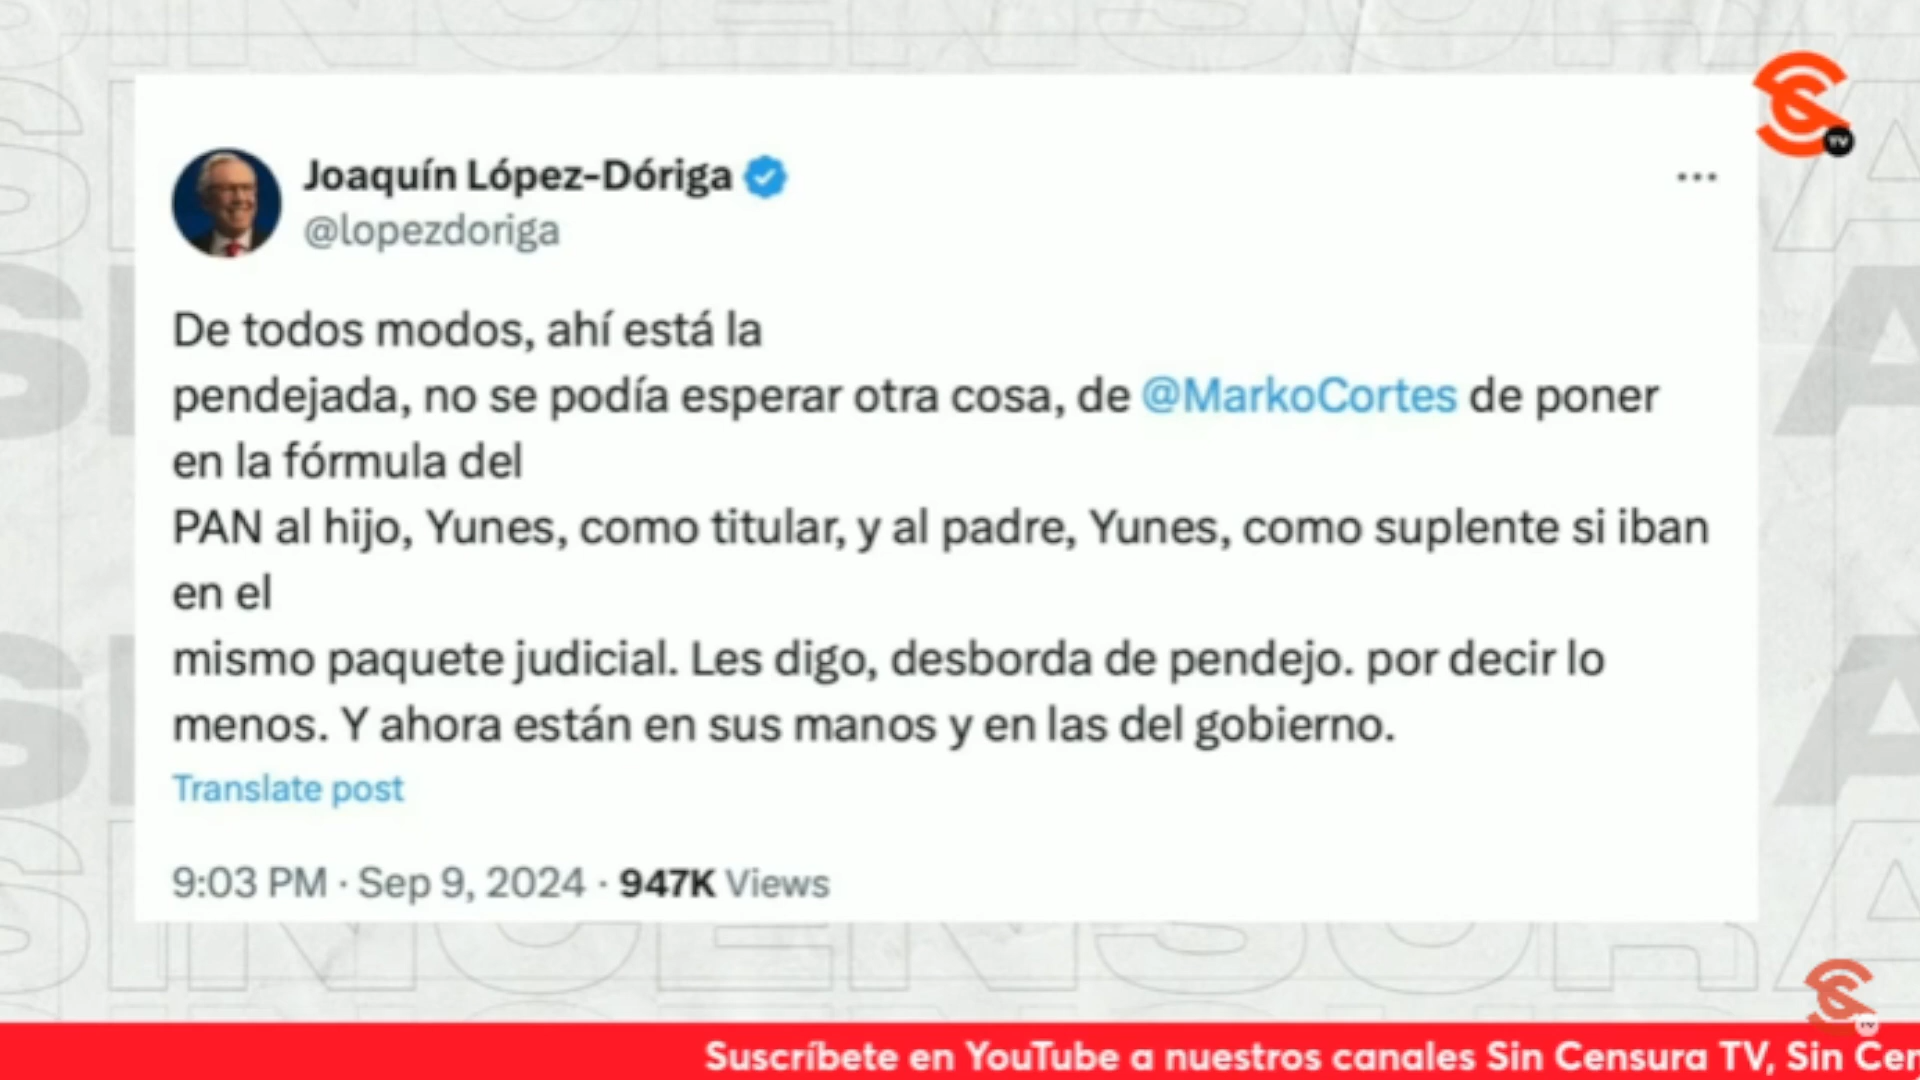 SINCENSURA
TV
Joaquín López-Dóriga
@lopezdoriga
De todos modos, ahí está la
pendejada, no se podía esperar otra cosa, de @MarkoCortes de poner
en la fórmula del
PAN al hijo, Yunes, como titular, y al padre, Yunes, como suplente si iban
en el
mismo paquete judicial. Les digo, desborda de pendejo. por decir lo
menos. Y ahora están en sus manos y en las del gobierno.
Translate post
9:03 PM · Sep 9, 2024 · 947K Views
SINCENSURA
TV
Suscríbete en YouTube a nuestros canales Sin Censura TV, Sin Cen